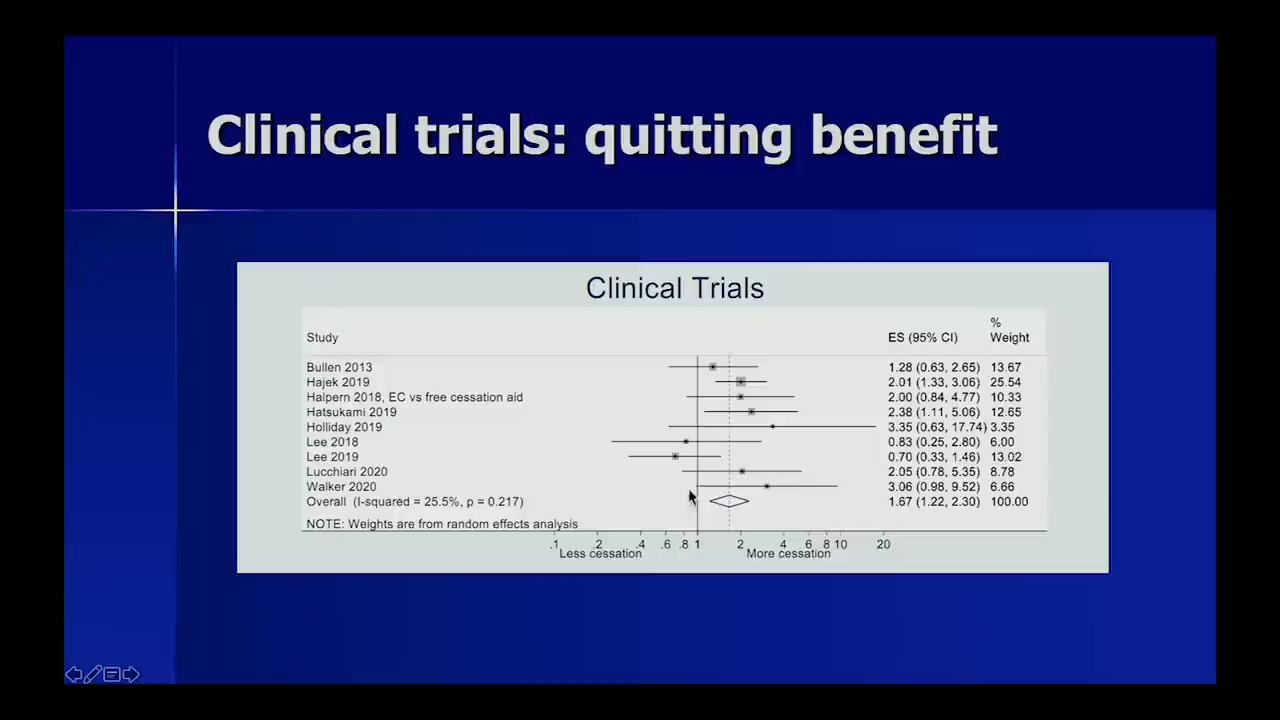 Clinical trials: quitting benefit
Clinical Trials
%
Study ES (95% CI) Weight
Bullen 2013 1.28 (0.63, 2.65) 13.67
Hajek 2019 2.01 (1.33, 3.06) 25.54
Halpern 2018, EC vs free cessation aid 2.00 (0.84, 4.77) 10.33
Hatsukami 2019 2.38 (1.11, 5.06) 12.65
Holliday 2019 3.35 (0.63, 17.74) 3.35
Lee 2018 0.83 (0.25, 2.80) 6.00
Lee 2019 0.70 (0.33, 1.46) 13.02
Lucchiari 2020 2.05 (0.78, 5.35) 8.78
Walker 2020 3.06 (0.98, 9.52) 6.66
Overall (I-squared = 25.5%, p = 0.217) 1.67 (1.22, 2.30) 100.00
NOTE: Weights are from random effects analysis
.1 .2 .4 .6 .8 1 2 4 6 8 10 20
Less cessation More cessation